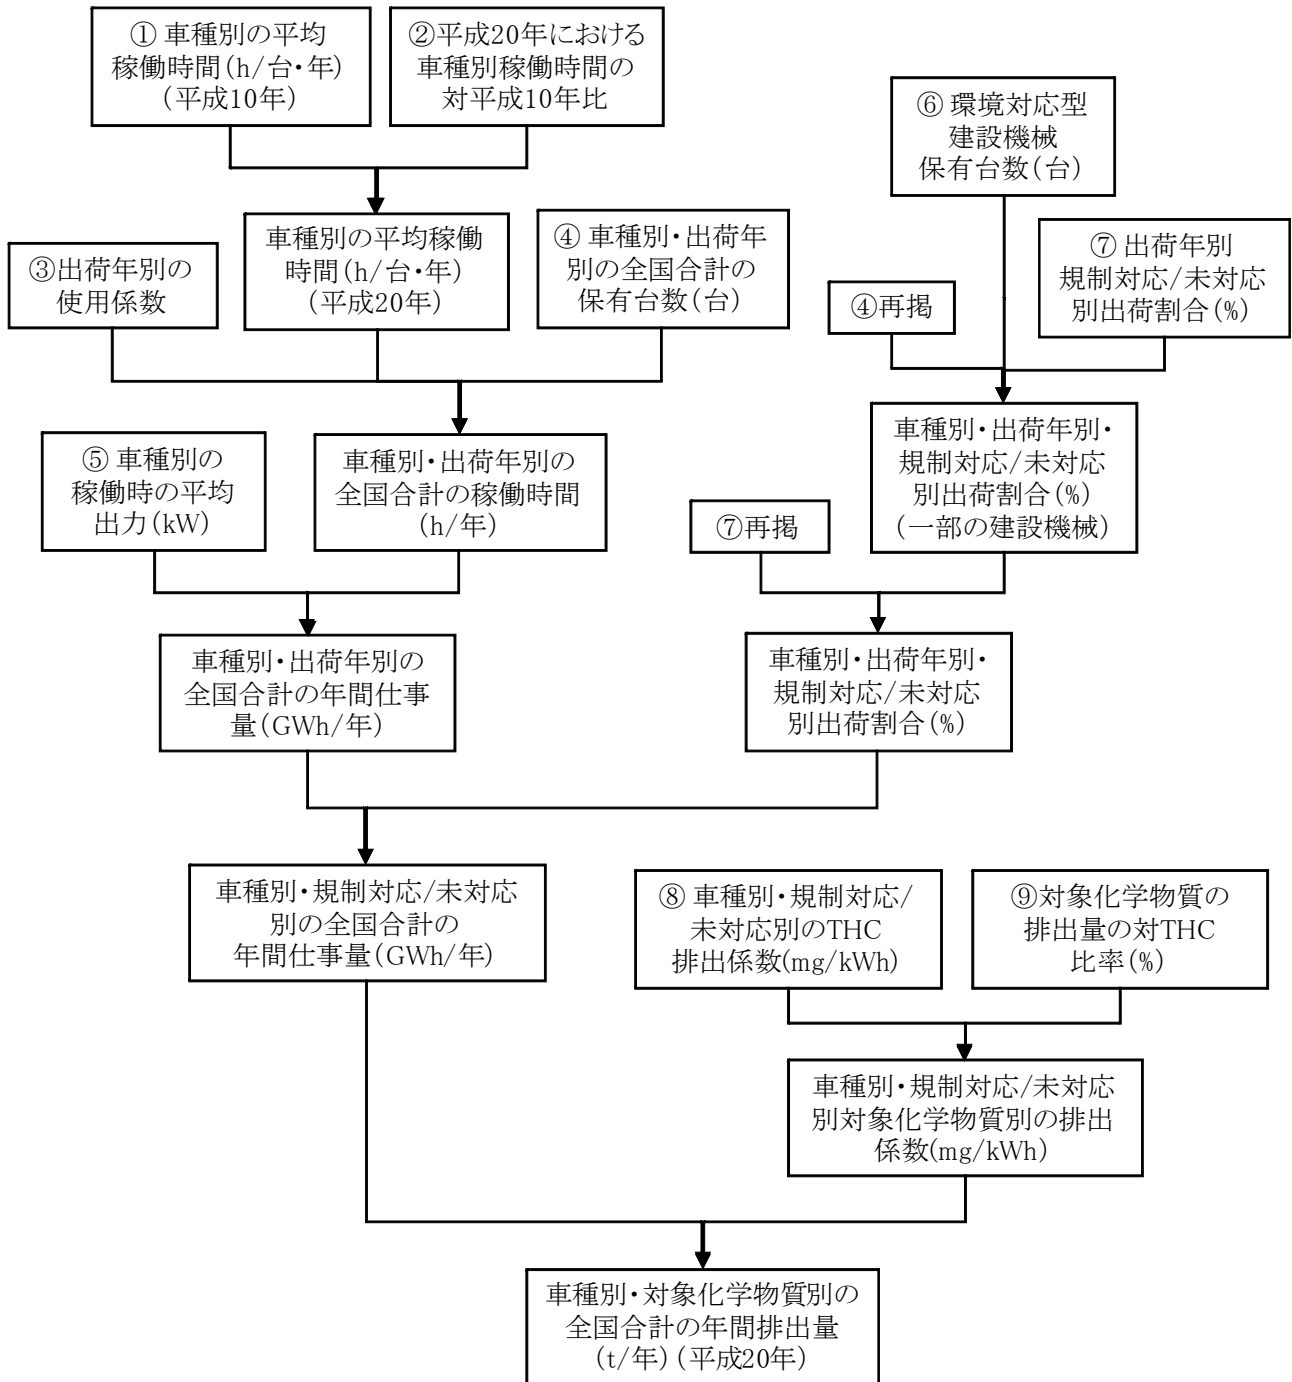 ① 車種別の平均
稼働時間(h/台・年)
(平成10年)
②平成20年における
車種別稼働時間の
対平成10年比
⑥ 環境対応型
建設機械
保有台数(台)
③出荷年別の
使用係数
車種別の平均稼働
時間(h/台・年)
(平成20年)
④ 車種別・出荷年
別の全国合計の
保有台数(台)
④再掲
⑦ 出荷年別
規制対応/未対応
別出荷割合(%)
⑤ 車種別の
稼働時の平均
出力(kW)
車種別・出荷年別の
全国合計の稼働時間
(h/年)
車種別・出荷年別・
規制対応/未対応
別出荷割合(%)
(一部の建設機械)
⑦再掲
車種別・出荷年別の
全国合計の年間仕事
量(GWh/年)
車種別・出荷年別・
規制対応/未対応
別出荷割合(%)
車種別・規制対応/未対応
別の全国合計の
年間仕事量(GWh/年)
⑧ 車種別・規制対応/
未対応別のTHC
排出係数(mg/kWh)
⑨対象化学物質の
排出量の対THC
比率(%)
車種別・規制対応/未対応
別対象化学物質別の排出
係数(mg/kWh)
車種別・対象化学物質別の
全国合計の年間排出量
(t/年)(平成20年)